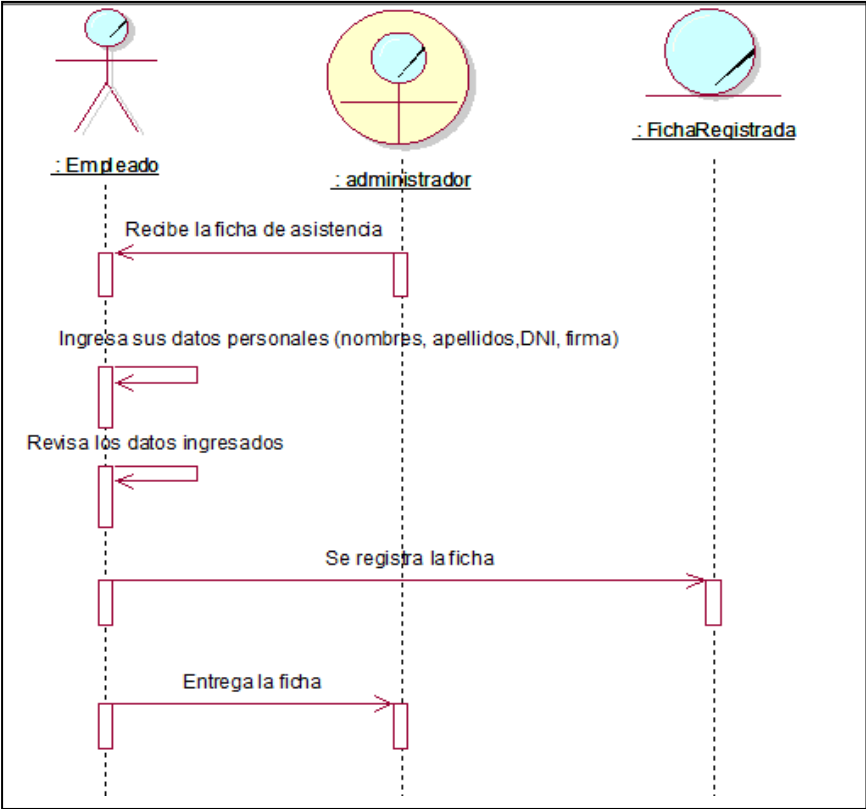 : Empleado
: administrador
: FichaRegistrada
Recibe la ficha de asistencia
Ingresa sus datos personales (nombres, apellidos,DNI, firma)
Revisa los datos ingresados
Se registra la ficha
Entrega la ficha